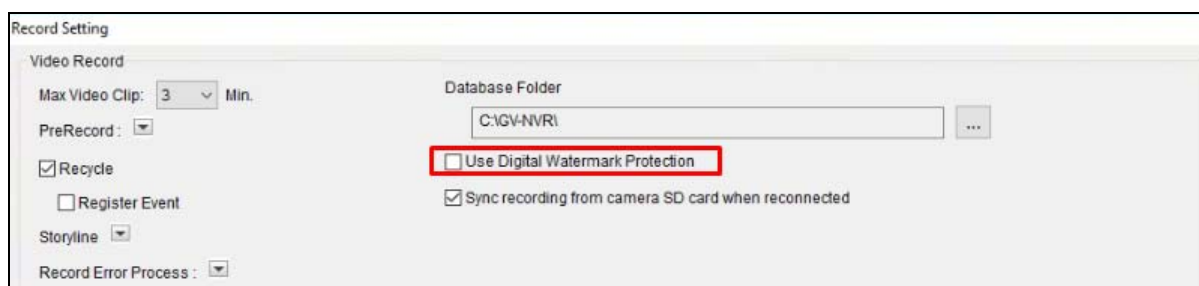 Record Setting
Video Record
Max Video Clip: 3 Min.
PreRecord :
Recycle
Register Event
Storyline
Record Error Process :
Database Folder
C:\GV-NVR\
...
Use Digital Watermark Protection
Sync recording from camera SD card when reconnected